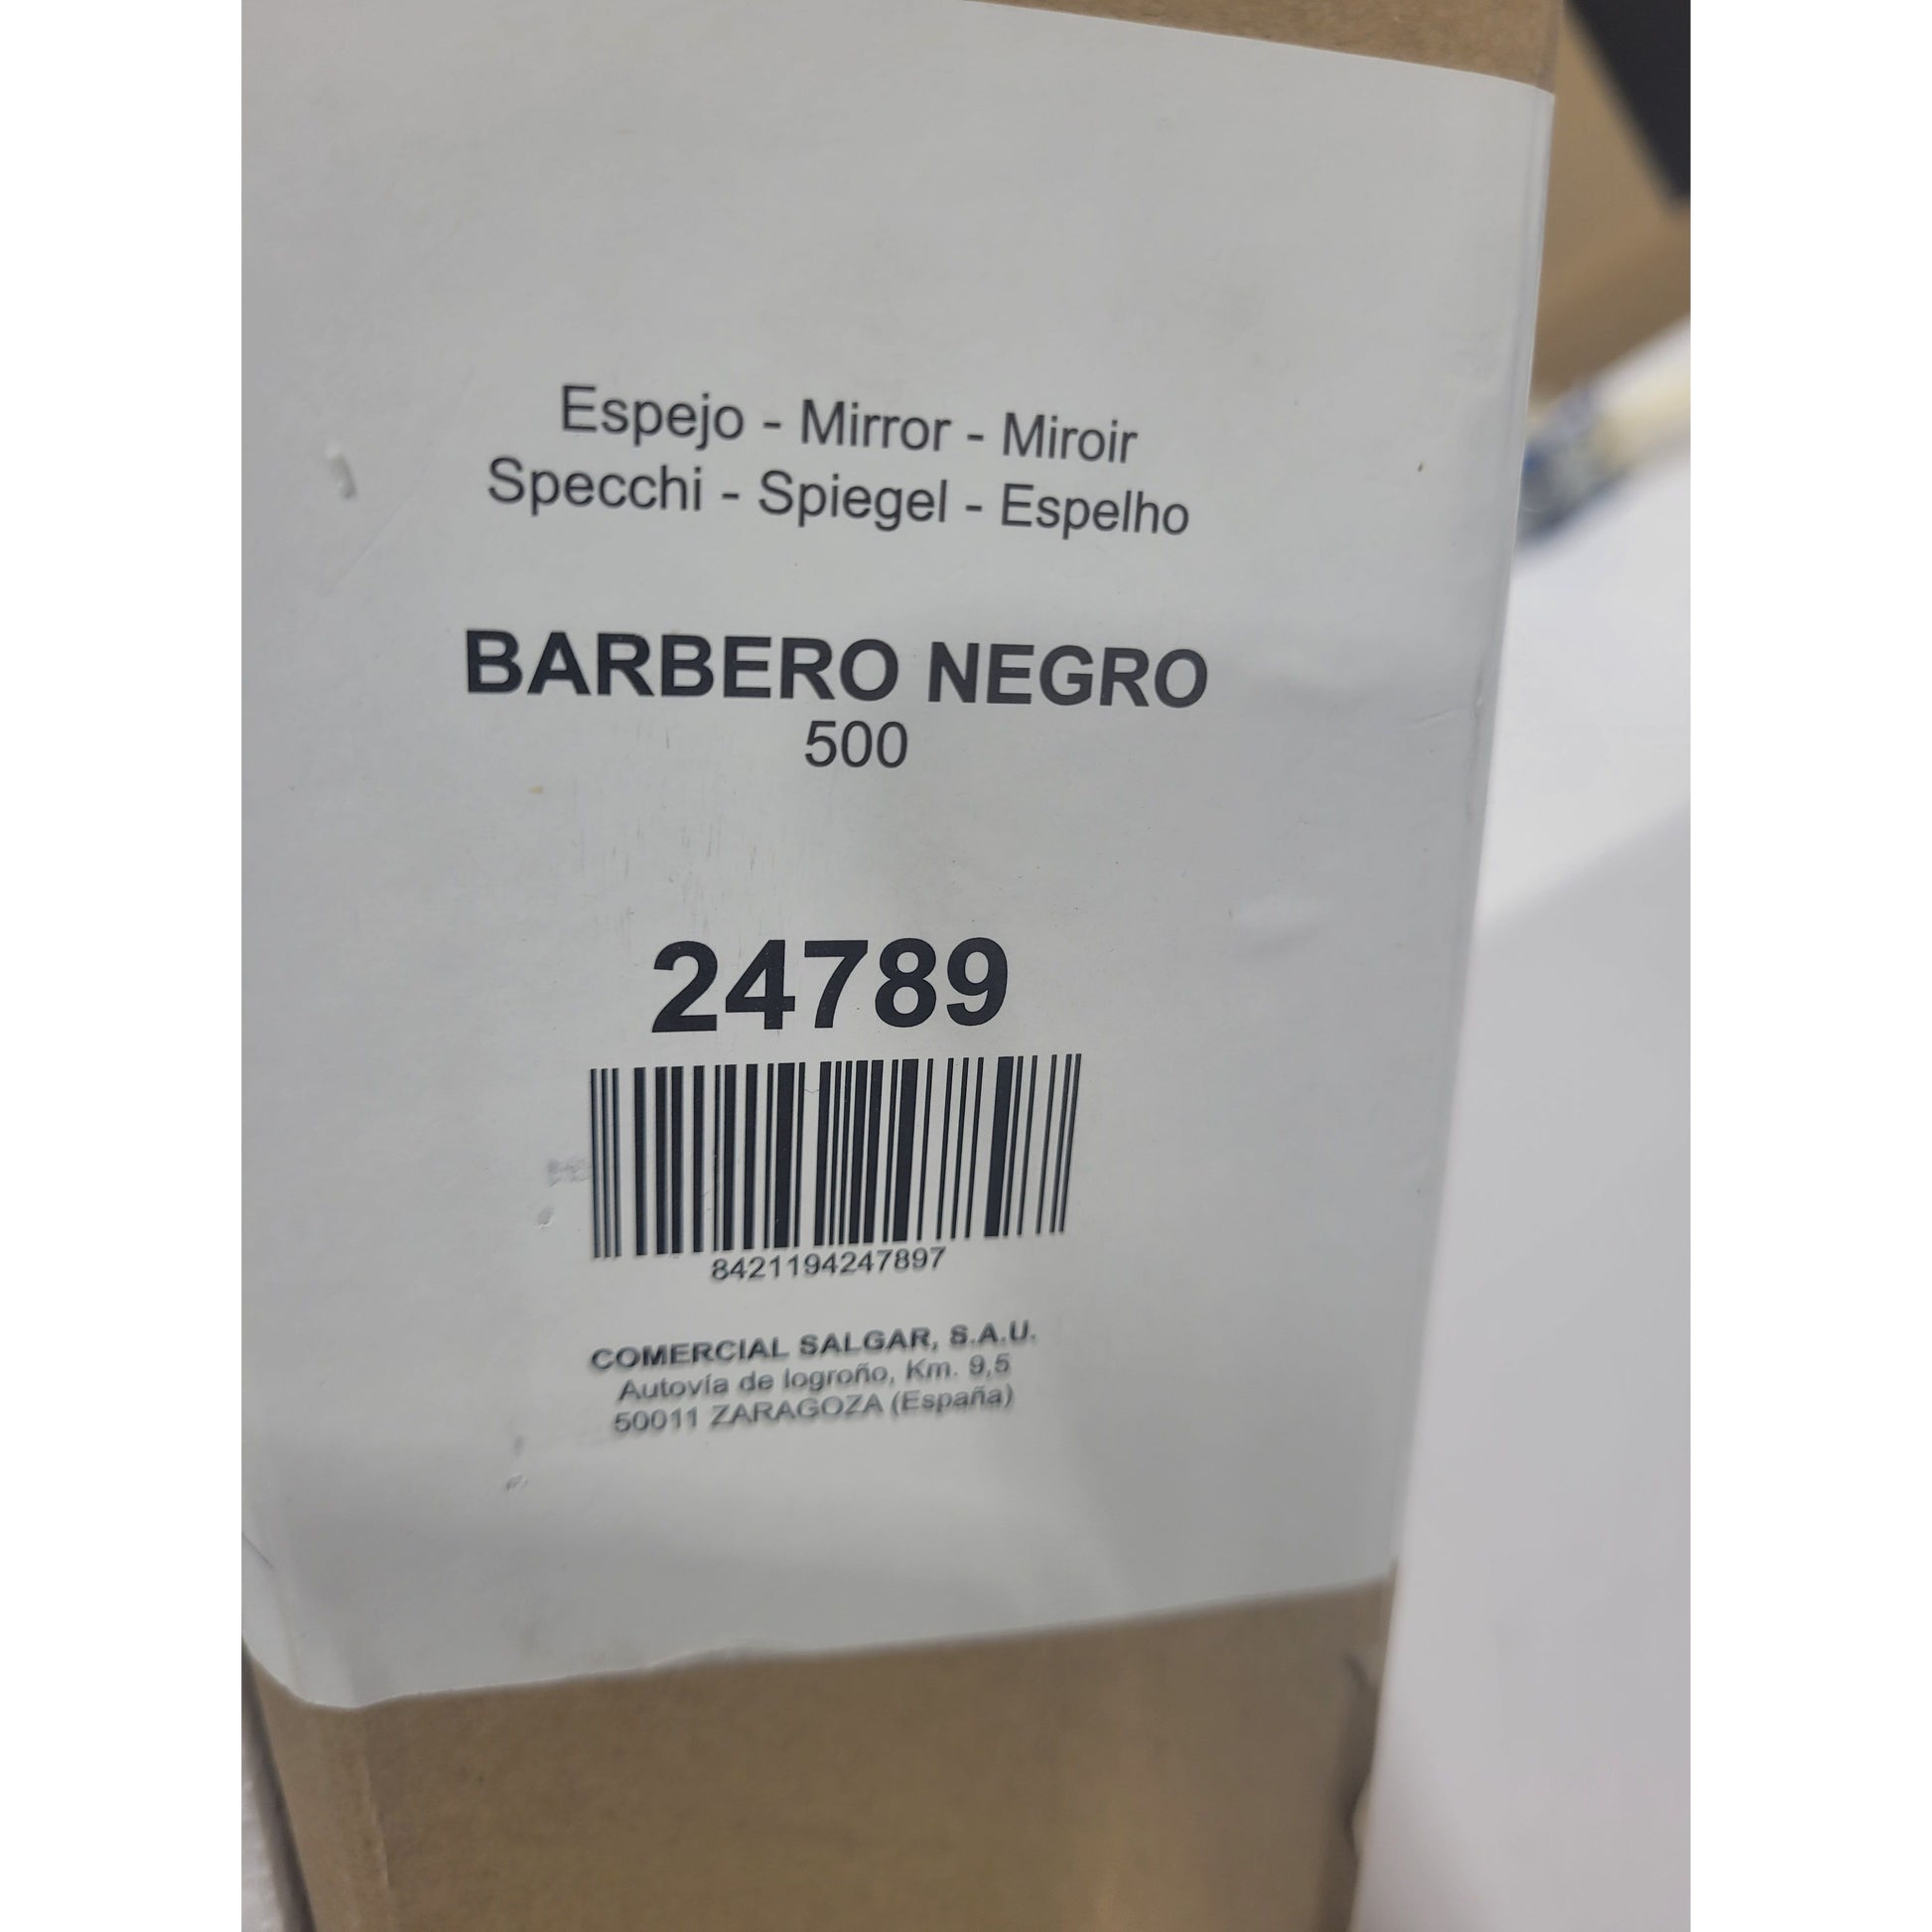 Espejo - Mirror - Miroir
Specchi - Spiegel - Espelho
BARBERO NEGRO
500
24789
8421194247897
COMERCIAL SALGAR, S.A.U.
Autovía de logroño, Km. 9,5
50011 ZARAGOZA (España)